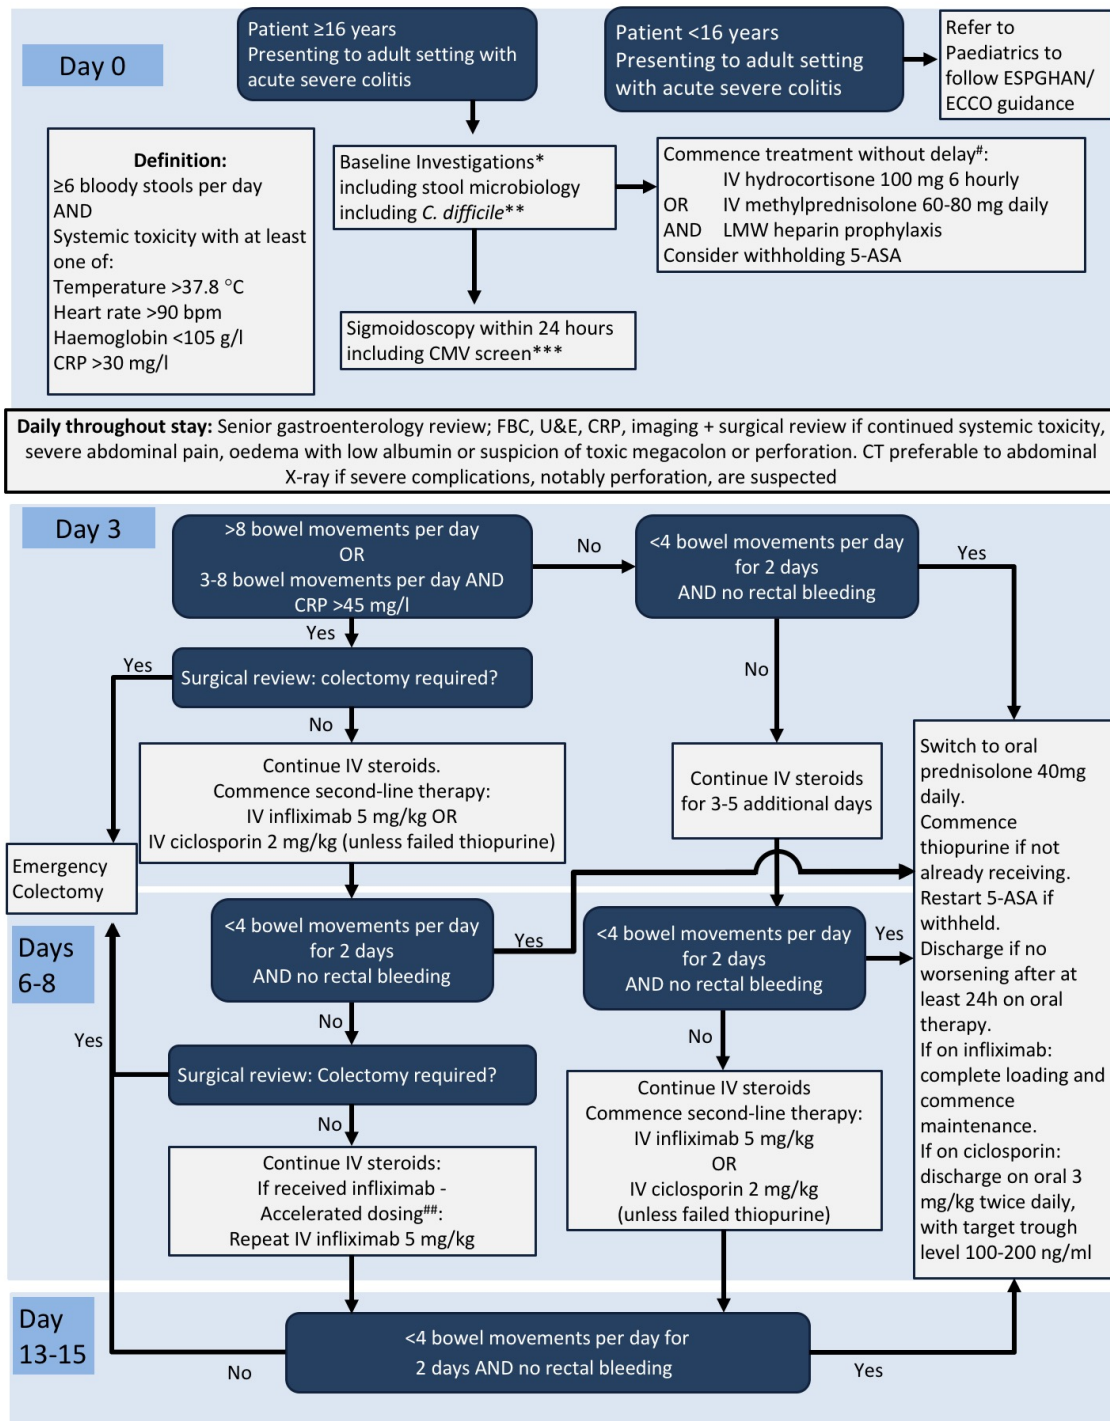 Day 0
Patient ≥16 years
Presenting to adult setting with
acute severe colitis
Patient <16 years
Presenting to adult setting
with acute severe colitis
Refer to
Paediatrics to
follow ESPGHAN/
ECCO guidance
Definition:
≥6 bloody stools per day
AND
Systemic toxicity with at least
one of:
Temperature >37.8 °C
Heart rate >90 bpm
Haemoglobin <105 g/l
CRP >30 mg/l
Baseline Investigations*
including stool microbiology
including C. difficile**
Commence treatment without delay#:
IV hydrocortisone 100 mg 6 hourly
OR IV methylprednisolone 60-80 mg daily
AND LMW heparin prophylaxis
Consider withholding 5-ASA
Sigmoidoscopy within 24 hours
including CMV screen***
Daily throughout stay: Senior gastroenterology review; FBC, U&E, CRP, imaging + surgical review if continued systemic toxicity,
severe abdominal pain, oedema with low albumin or suspicion of toxic megacolon or perforation. CT preferable to abdominal
X-ray if severe complications, notably perforation, are suspected
Day 3
>8 bowel movements per day
OR
3-8 bowel movements per day AND
CRP >45 mg/l
No
<4 bowel movements per day
for 2 days
AND no rectal bleeding
Yes
Yes
Yes
Surgical review: colectomy required?
No
No
Continue IV steroids.
Commence second-line therapy:
IV infliximab 5 mg/kg OR
IV ciclosporin 2 mg/kg (unless failed thiopurine)
Continue IV steroids
for 3-5 additional days
Switch to oral
prednisolone 40mg
daily.
Commence
thiopurine if not
already receiving.
Restart 5-ASA if
withheld.
Discharge if no
worsening after at
least 24h on oral
therapy.
If on infliximab:
complete loading and
commence
maintenance.
If on ciclosporin:
discharge on oral 3
mg/kg twice daily,
with target trough
level 100-200 ng/ml
Emergency
Colectomy
Days
6-8
<4 bowel movements per day
for 2 days
AND no rectal bleeding
Yes
<4 bowel movements per day
for 2 days
AND no rectal bleeding
Yes
No
No
Yes
Surgical review: Colectomy required?
No
Continue IV steroids:
If received infliximab -
Accelerated dosing##:
Repeat IV infliximab 5 mg/kg
Continue IV steroids
Commence second-line therapy:
IV infliximab 5 mg/kg
OR
IV ciclosporin 2 mg/kg
(unless failed thiopurine)
Day
13-15
<4 bowel movements per day for
2 days AND no rectal bleeding
No
Yes